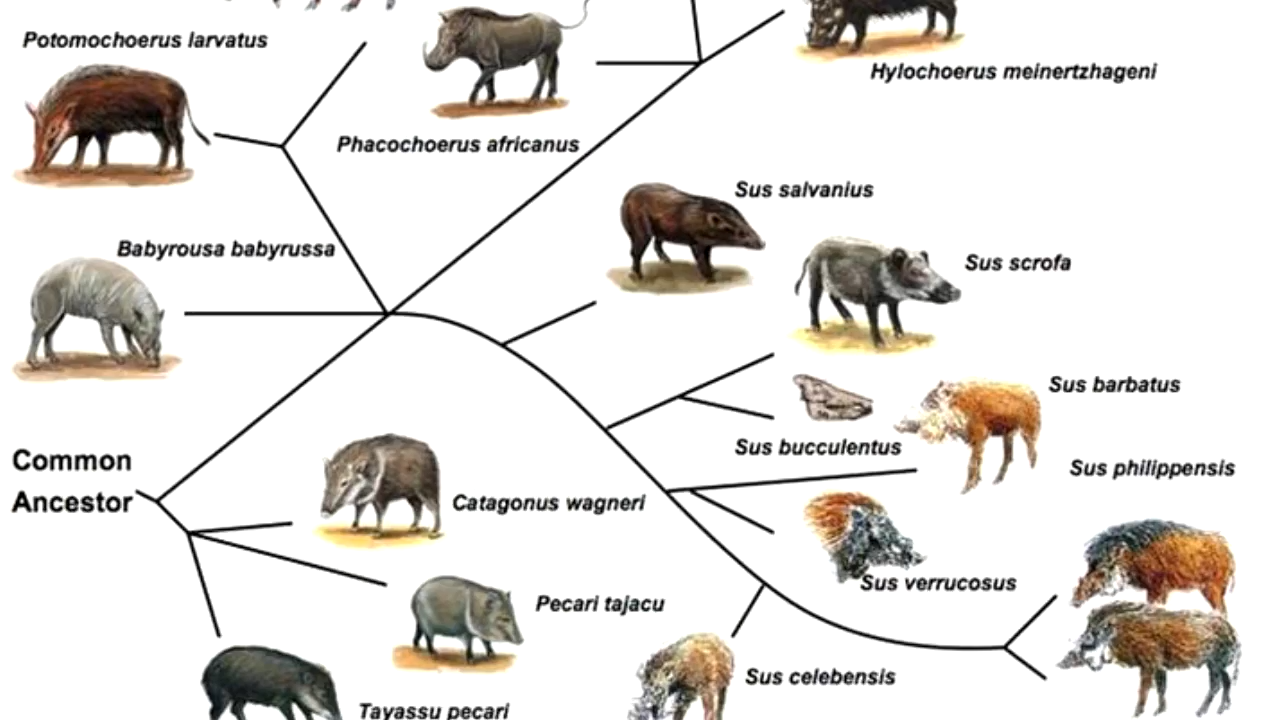 Potomochoerus larvatus
Hylochoerus meinertzhageni
Phacochoerus africanus
Sus salvanius
Babyrousa babyrussa
Sus scrofa
Sus barbatus
Sus bucculentus
Sus philippensis
Common
Ancestor
Catagonus wagneri
Sus verrucosus
Pecari tajacu
Sus celebensis
Tayassu pecari